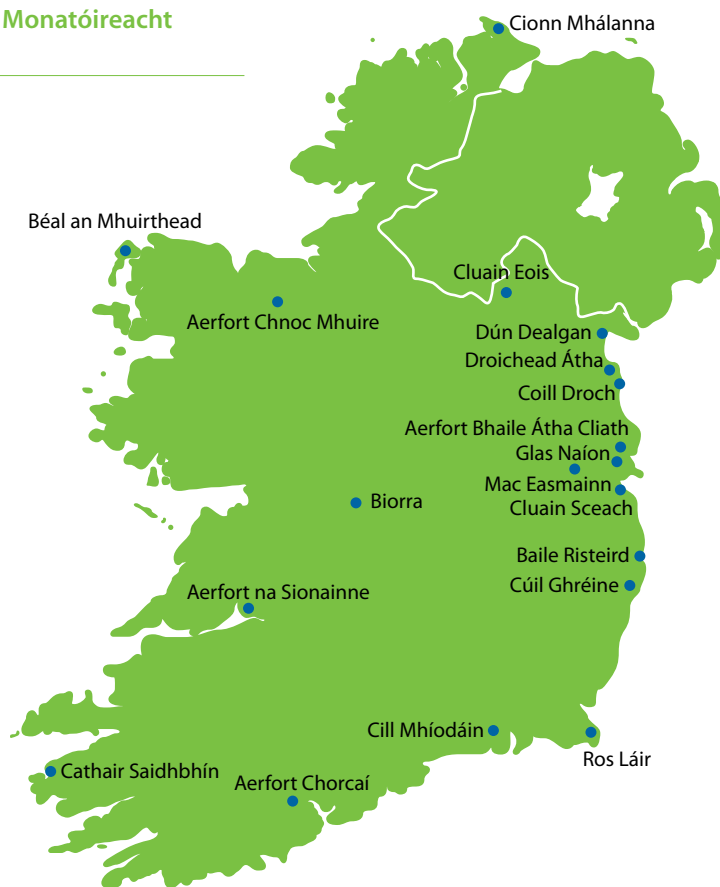 Monatóireacht
Cionn Mhálanna
Béal an Mhuirthead
Cluain Eois
Aerfort Chnoc Mhuire
Dún Dealgan
Droichead Átha
Coill Droch
Aerfort Bhaile Átha Cliath
Glas Naíon
Mac Easmainn
Biorra
Cluain Sceach
Baile Risteird
Cúil Ghréine
Aerfort na Sionainne
Cill Mhíodáin
Ros Láir
Cathair Saidhbhín
Aerfort Chorcaí